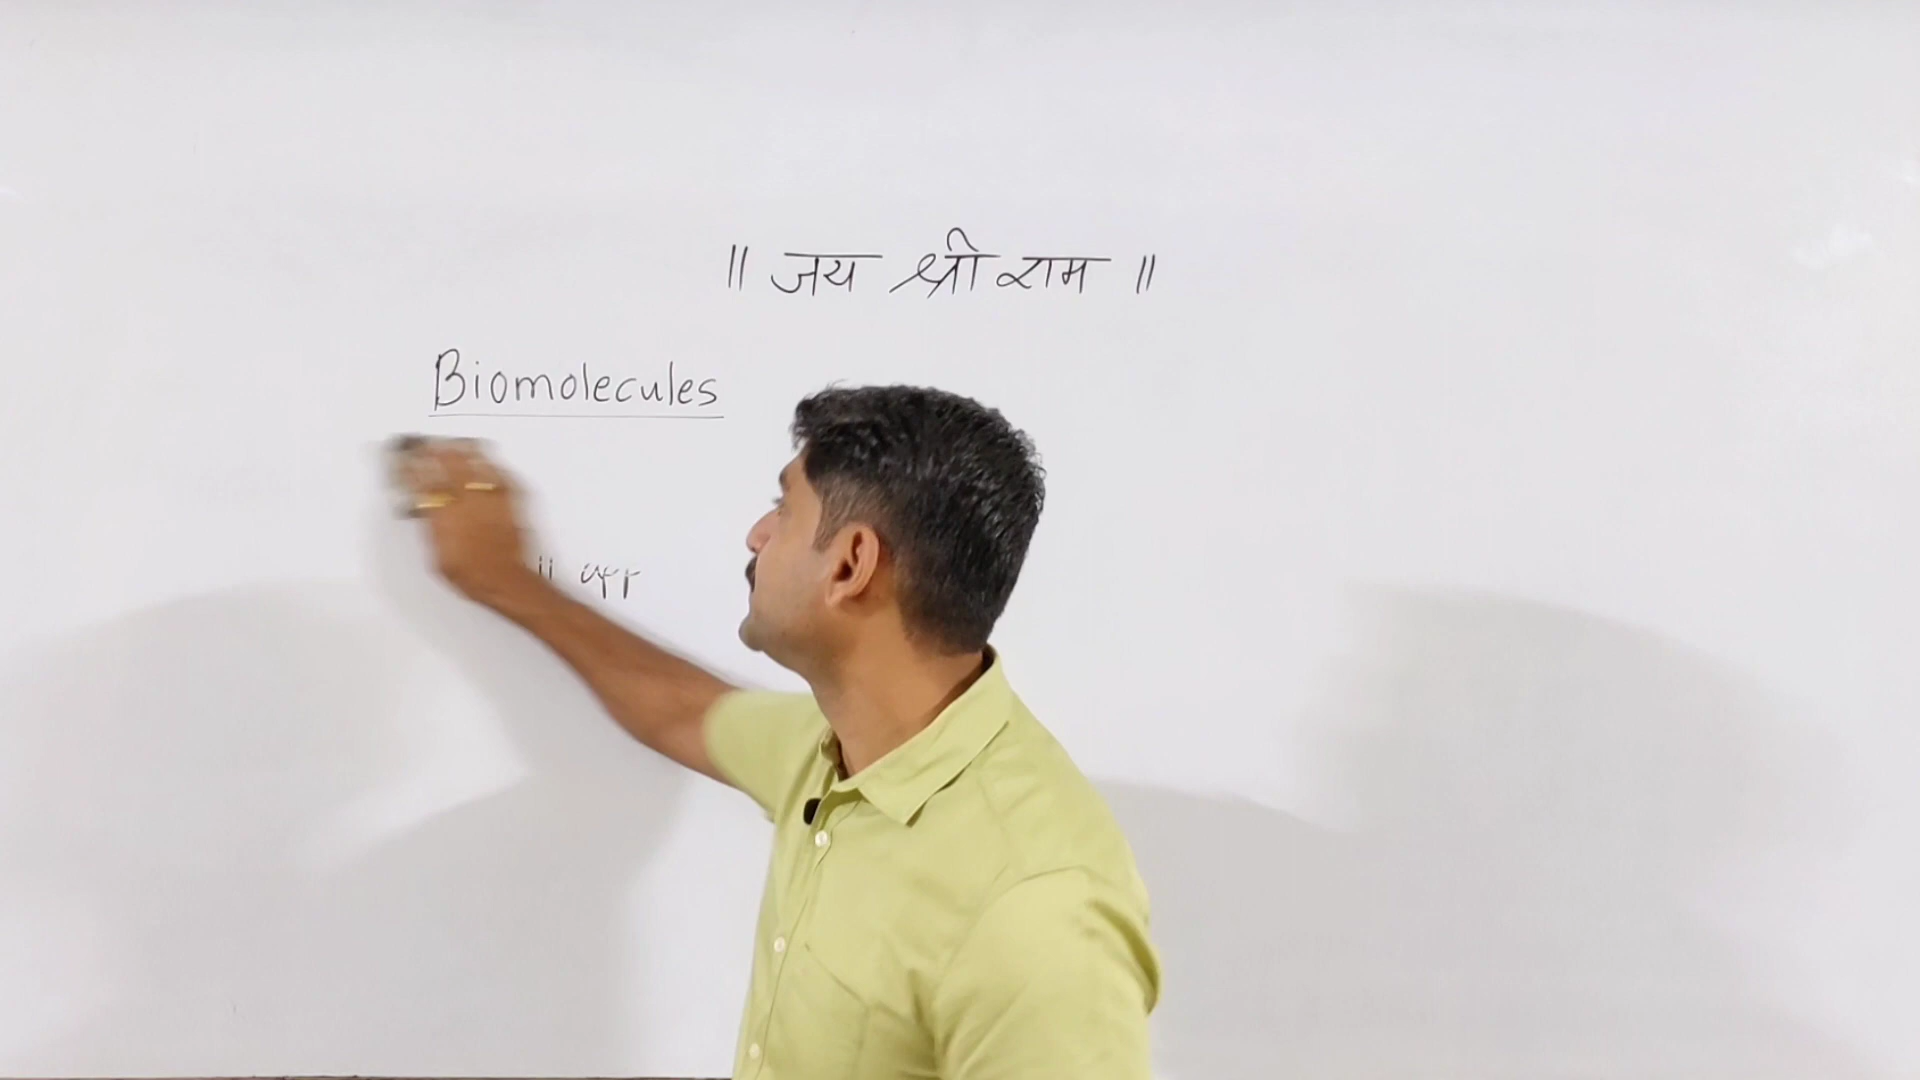 ॥ जय श्री राम ॥
Biomolecules